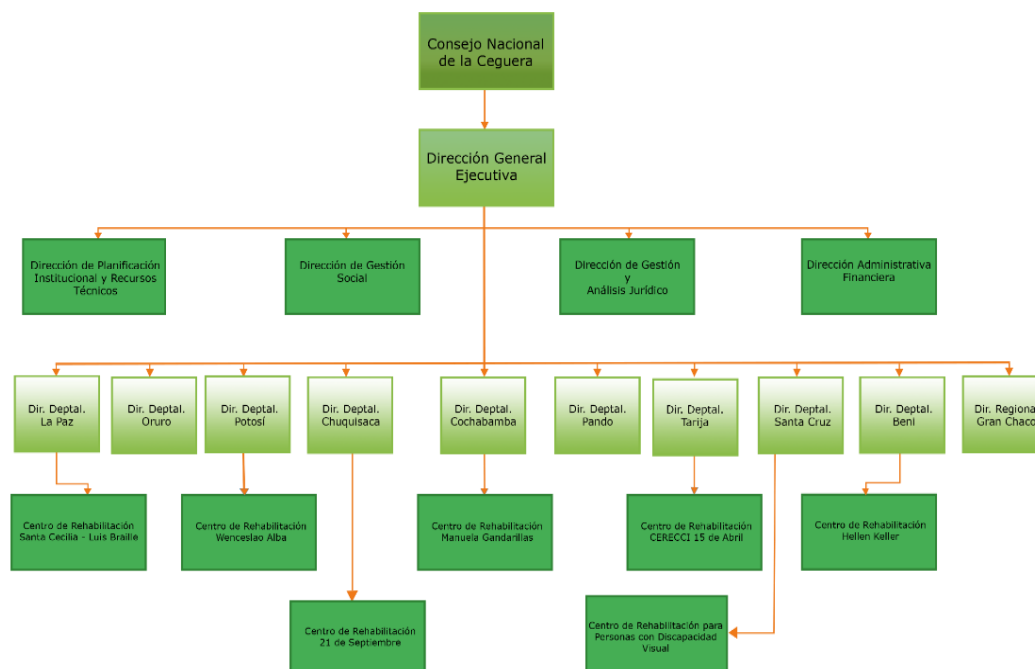 Consejo Nacional
de la Ceguera
Dirección General
Ejecutiva
Dirección de Planificación
Institucional y Recursos
Técnicos
Dirección de Gestión
Social
Dirección de Gestión
y
Análisis Jurídico
Dirección Administrativa
Financiera
Dir. Deptal.
La Paz
Dir. Deptal.
Oruro
Dir. Deptal.
Potosí
Dir. Deptal.
Chuquisaca
Dir. Deptal.
Cochabamba
Dir. Deptal.
Pando
Dir. Deptal.
Tarija
Dir. Deptal.
Santa Cruz
Dir. Deptal.
Beni
Dir. Regional
Gran Chaco
Centro de Rehabilitación
Santa Cecilia - Luis Braille
Centro de Rehabilitación
Wenceslao Alba
Centro de Rehabilitación
Manuela Gandarillas
Centro de Rehabilitación
CERECCI 15 de Abril
Centro de Rehabilitación
Hellen Keller
Centro de Rehabilitación
21 de Septiembre
Centro de Rehabilitación para
Personas con Discapacidad
Visual